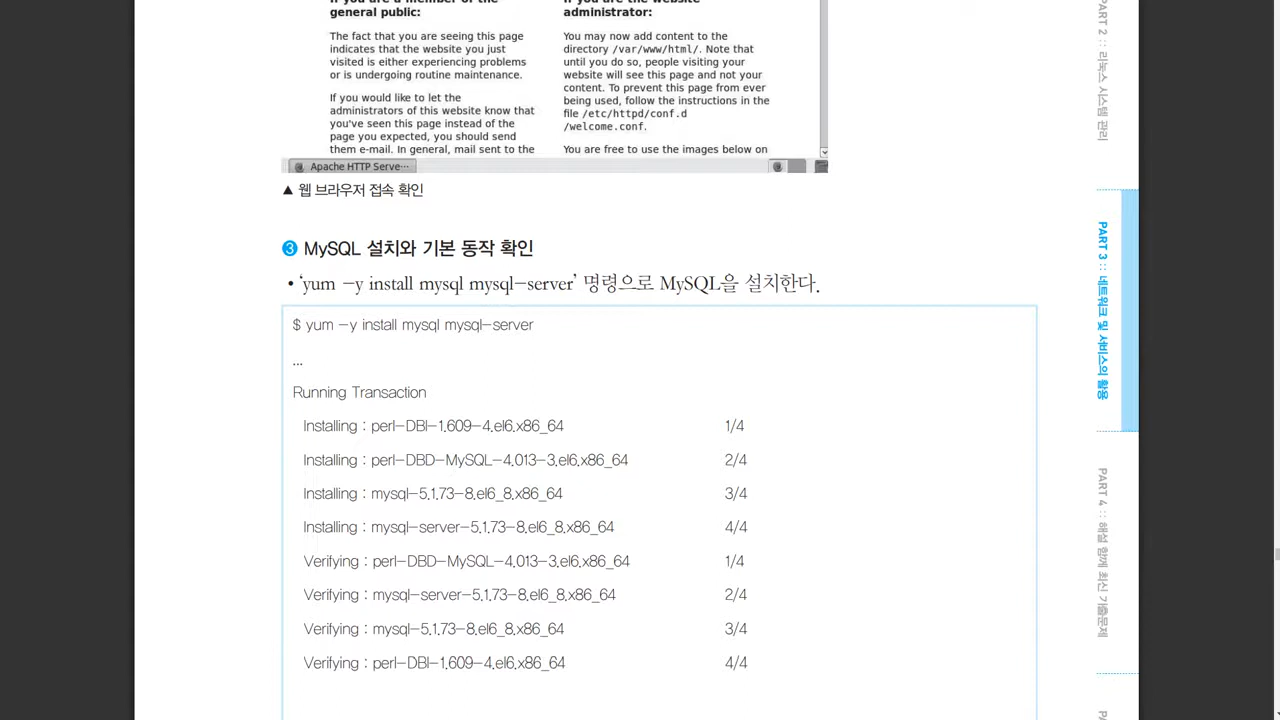 general public:
administrator:
The fact that you are seeing this page
indicates that the website you just
visited is either experiencing problems
or is undergoing routine maintenance.
If you would like to let the
administrators of this website know that
you've seen this page instead of the
page you expected, you should send
them e-mail. In general, mail sent to the
You may now add content to the
directory /var/www/html/. Note that
until you do so, people visiting your
website will see this page and not your
content. To prevent this page from ever
being used, follow the instructions in the
file /etc/httpd/conf.d
/welcome.conf.
You are free to use the images below on
Apache HTTP Serve···
▲ 웹 브라우저 접속 확인
❸ MySQL 설치와 기본 동작 확인
• ‘yum -y install mysql mysql-server’ 명령으로 MySQL을 설치한다.
$ yum -y install mysql mysql-server
...
Running Transaction
Installing : perl-DBI-1.609-4.el6.x86_64 1/4
Installing : perl-DBD-MySQL-4.013-3.el6.x86_64 2/4
Installing : mysql-5.1.73-8.el6_8.x86_64 3/4
Installing : mysql-server-5.1.73-8.el6_8.x86_64 4/4
Verifying : perl-DBD-MySQL-4.013-3.el6.x86_64 1/4
Verifying : mysql-server-5.1.73-8.el6_8.x86_64 2/4
Verifying : mysql-5.1.73-8.el6_8.x86_64 3/4
Verifying : perl-DBI-1.609-4.el6.x86_64 4/4
PART 2 :: 리눅스 시스템 관리
PART 3 :: 네트워크 및 서비스의 활용
PART 4 :: 해설 함께 최신 기출문제